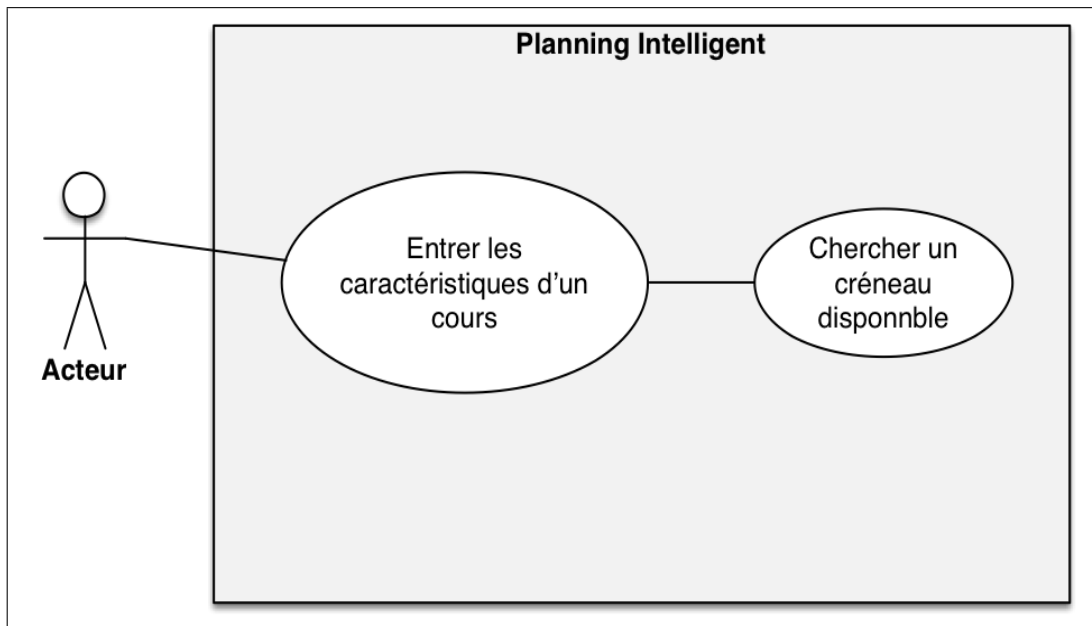 Planning Intelligent
Acteur
Entrer les
caractéristiques d'un
cours
Chercher un
créneau
disponnble